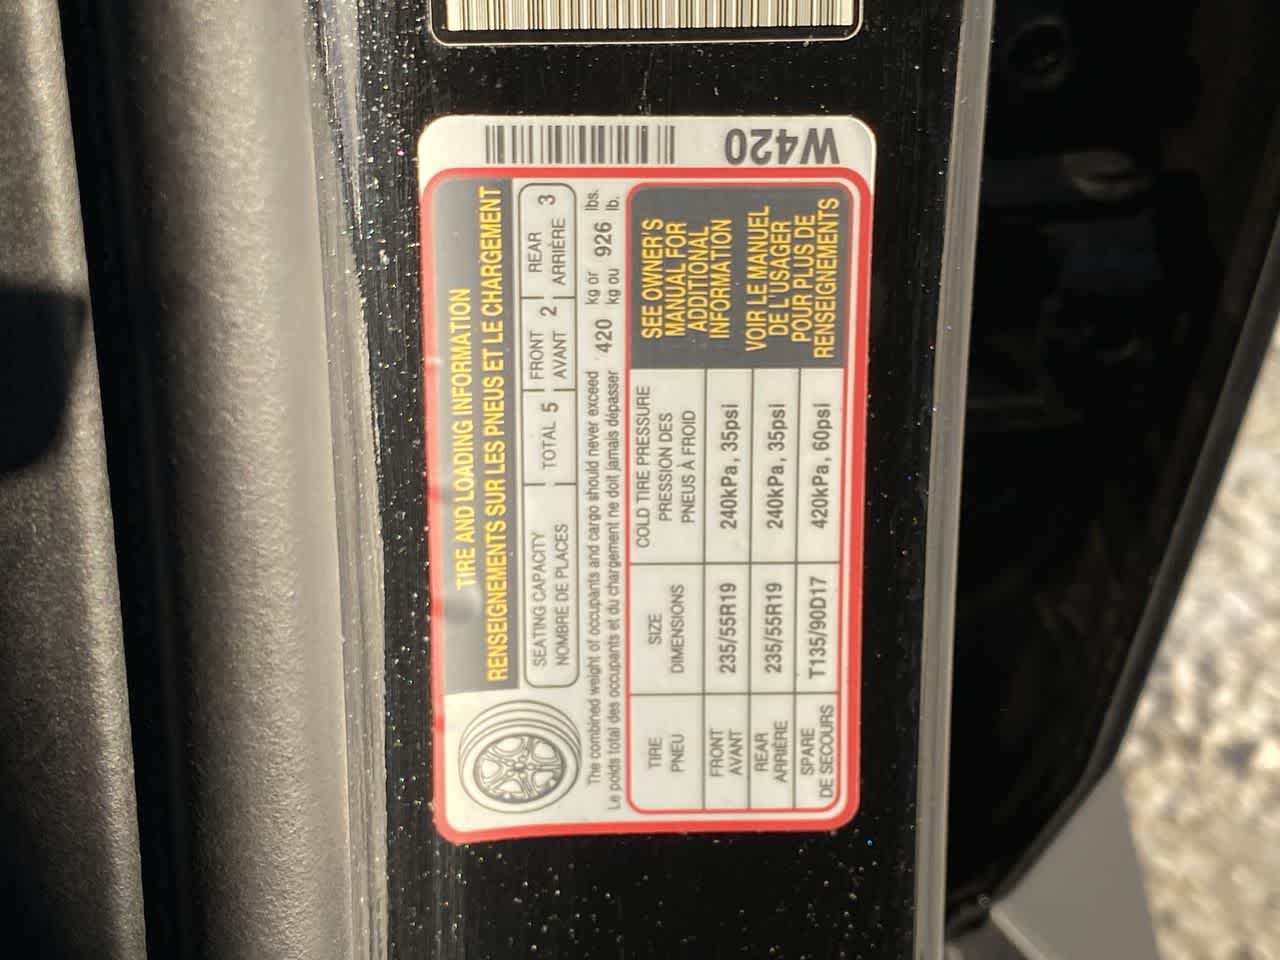 W420
TIRE AND LOADING INFORMATION
RENSEIGNEMENTS SUR LES PNEUS ET LE CHARGEMENT
SEATING CAPACITY
NOMBRE DE PLACES
TOTAL 5
FRONT
AVANT 2
REAR
ARRIÈRE 3
The combined weight of occupants and cargo should never exceed 420 kg or 926 lbs.
Le poids total des occupants et du chargement ne doit jamais dépasser 420 kg ou 926 lb.
TIRE
PNEU
SIZE
DIMENSIONS
COLD TIRE PRESSURE
PRESSION DES
PNEUS À FROID
FRONT
AVANT
235/55R19
240kPa, 35psi
REAR
ARRIÈRE
235/55R19
240kPa, 35psi
SPARE
DE SECOURS
T135/90D17
420kPa, 60psi
SEE OWNER'S
MANUAL FOR
ADDITIONAL
INFORMATION
VOIR LE MANUEL
DE L'USAGER
POUR PLUS DE
RENSEIGNEMENTS